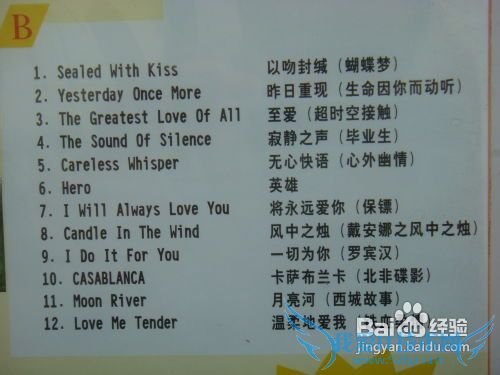 B
1. Sealed With Kiss 以吻封缄（蝴蝶梦）
2. Yesterday Once More 昨日重现（生命因你而动听）
3. The Greatest Love Of All 至爱（超时空接触）
4. The Sound Of Silence 寂静之声（毕业生）
5. Careless Whisper 无心快语（心外幽情）
6. Hero 英雄
7. I Will Always Love You 将永远爱你（保镖）
8. Candle In The Wind 风中之烛（戴安娜之风中之烛）
9. I Do It For You 一切为你（罗宾汉）
10. CASABLANCA 卡萨布兰卡（北非碟影）
11. Moon River 月亮河（西城故事）
12. Love Me Tender 温柔地爱我
Baidu 经验
jingyan.baidu.com